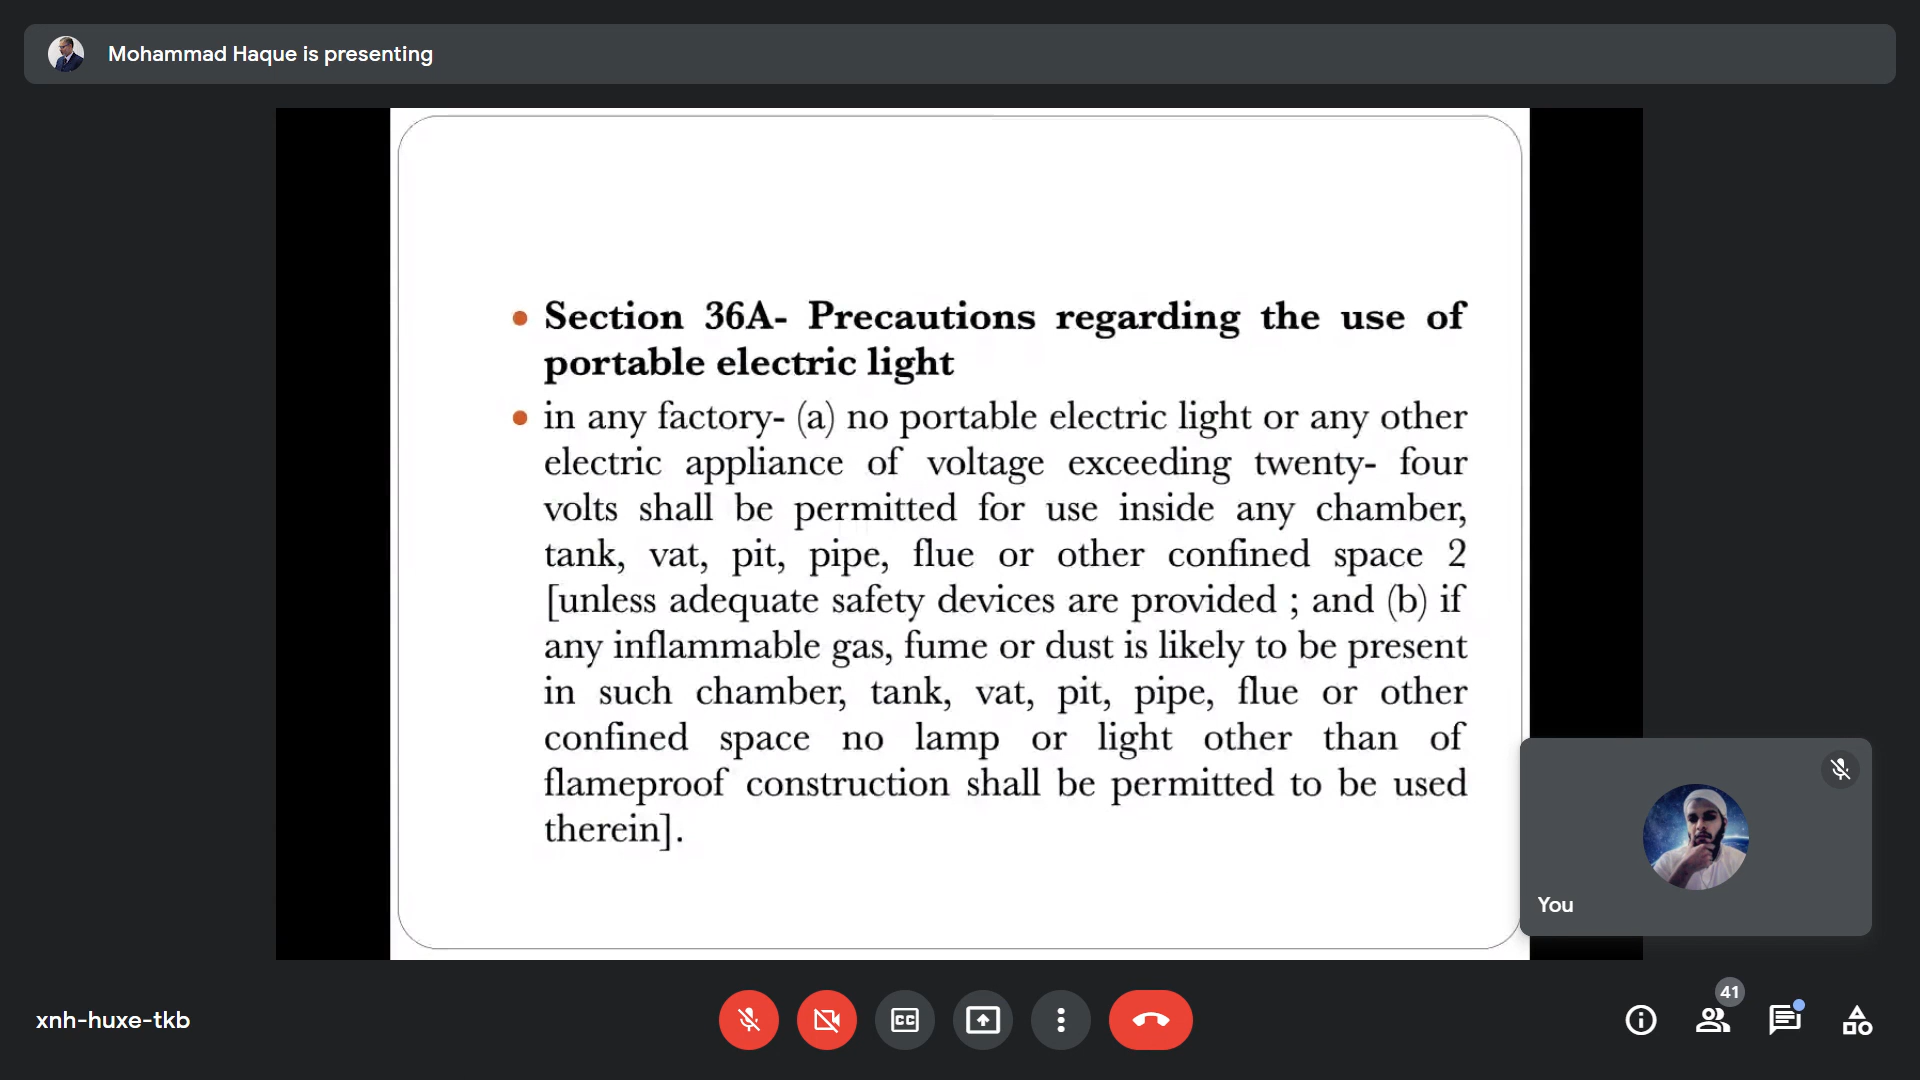 Mohammad Haque is presenting
• Section 36A- Precautions regarding the use of
portable electric light
• in any factory- (a) no portable electric light or any other
electric appliance of voltage exceeding twenty- four
volts shall be permitted for use inside any chamber,
tank, vat, pit, pipe, flue or other confined space 2
[unless adequate safety devices are provided ; and (b) if
any inflammable gas, fume or dust is likely to be present
in such chamber, tank, vat, pit, pipe, flue or other
confined space no lamp or light other than of
flameproof construction shall be permitted to be used
therein].
You
xnh-huxe-tkb
CC
41